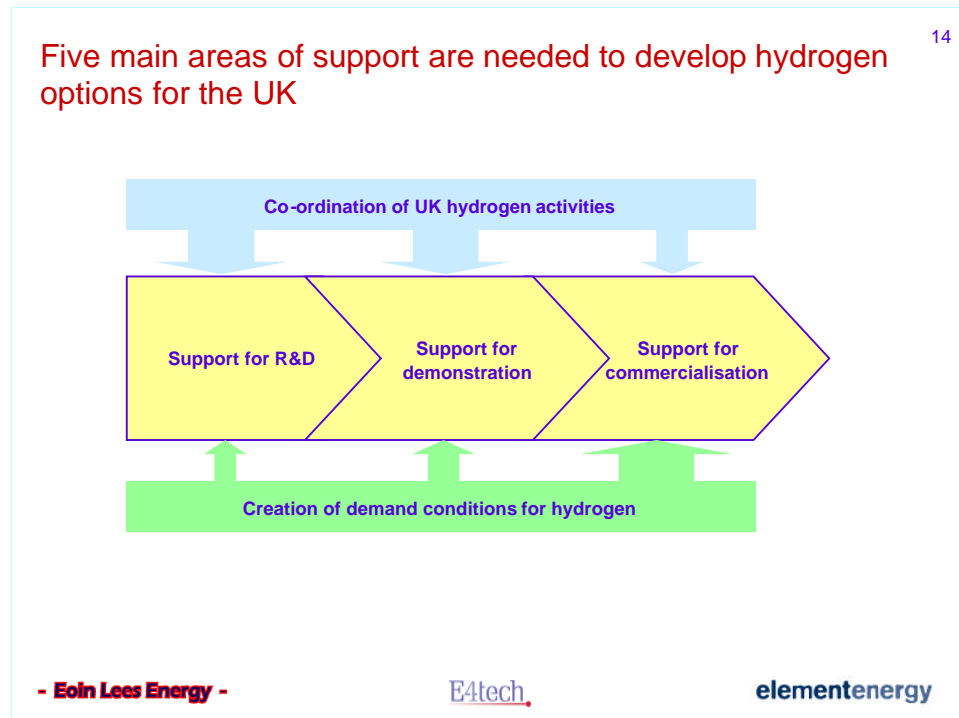 14
Five main areas of support are needed to develop hydrogen
options for the UK
Co-ordination of UK hydrogen activities
Support for R&D
Support for
demonstration
Support for
commercialisation
Creation of demand conditions for hydrogen
- Eoin Lees Energy -
E4tech
elementenergy